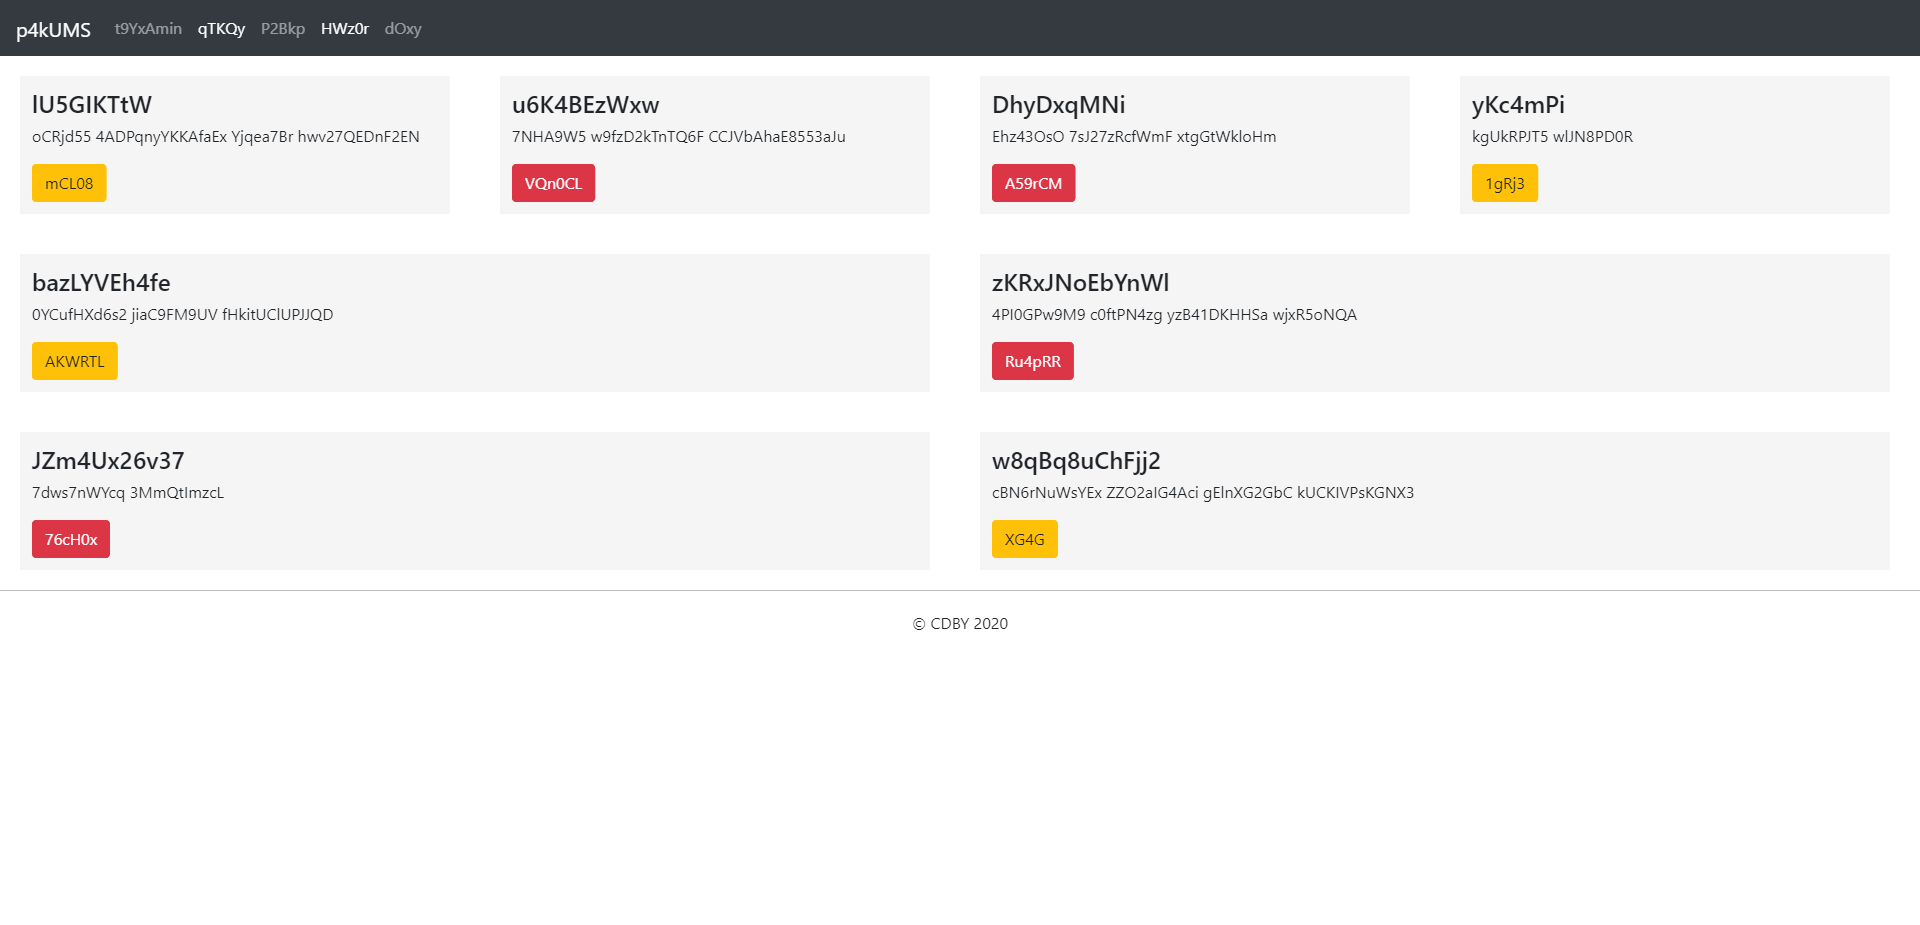 p4kUMS t9YxAmin qTKQy P2Bkp HWz0r dOxy
lU5GIKTtW
oCRjd55 4ADPqnyYKKAfaEx Yjqea7Br hwv27QEDnF2EN
mCL08
u6K4BEzWxw
7NHA9W5 w9fzD2kTnTQ6F CCJVbAhaE8553aJu
VQn0CL
DhyDxqMNi
Ehz43OsO 7sJ27zRcfWmF xtgGtWkloHm
A59rCM
yKc4mPi
kgUkRPJT5 wlJN8PD0R
1gRj3
bazLYVEh4fe
0YCufHXd6s2 jiaC9FM9UV fHkitUClUPJJQD
AKWRTL
zKRxJNoEbYnWl
4PI0GPw9M9 c0ftPN4zg yzB41DKHHSa wjxR5oNQA
Ru4pRR
JZm4Ux26v37
7dws7nWYcq 3MmQtImzcL
76cH0x
w8qBq8uChFjj2
cBN6rNuWsYEx ZZO2aIG4Aci gElnXG2GbC kUCKIVPsKGNX3
XG4G
© CDBY 2020